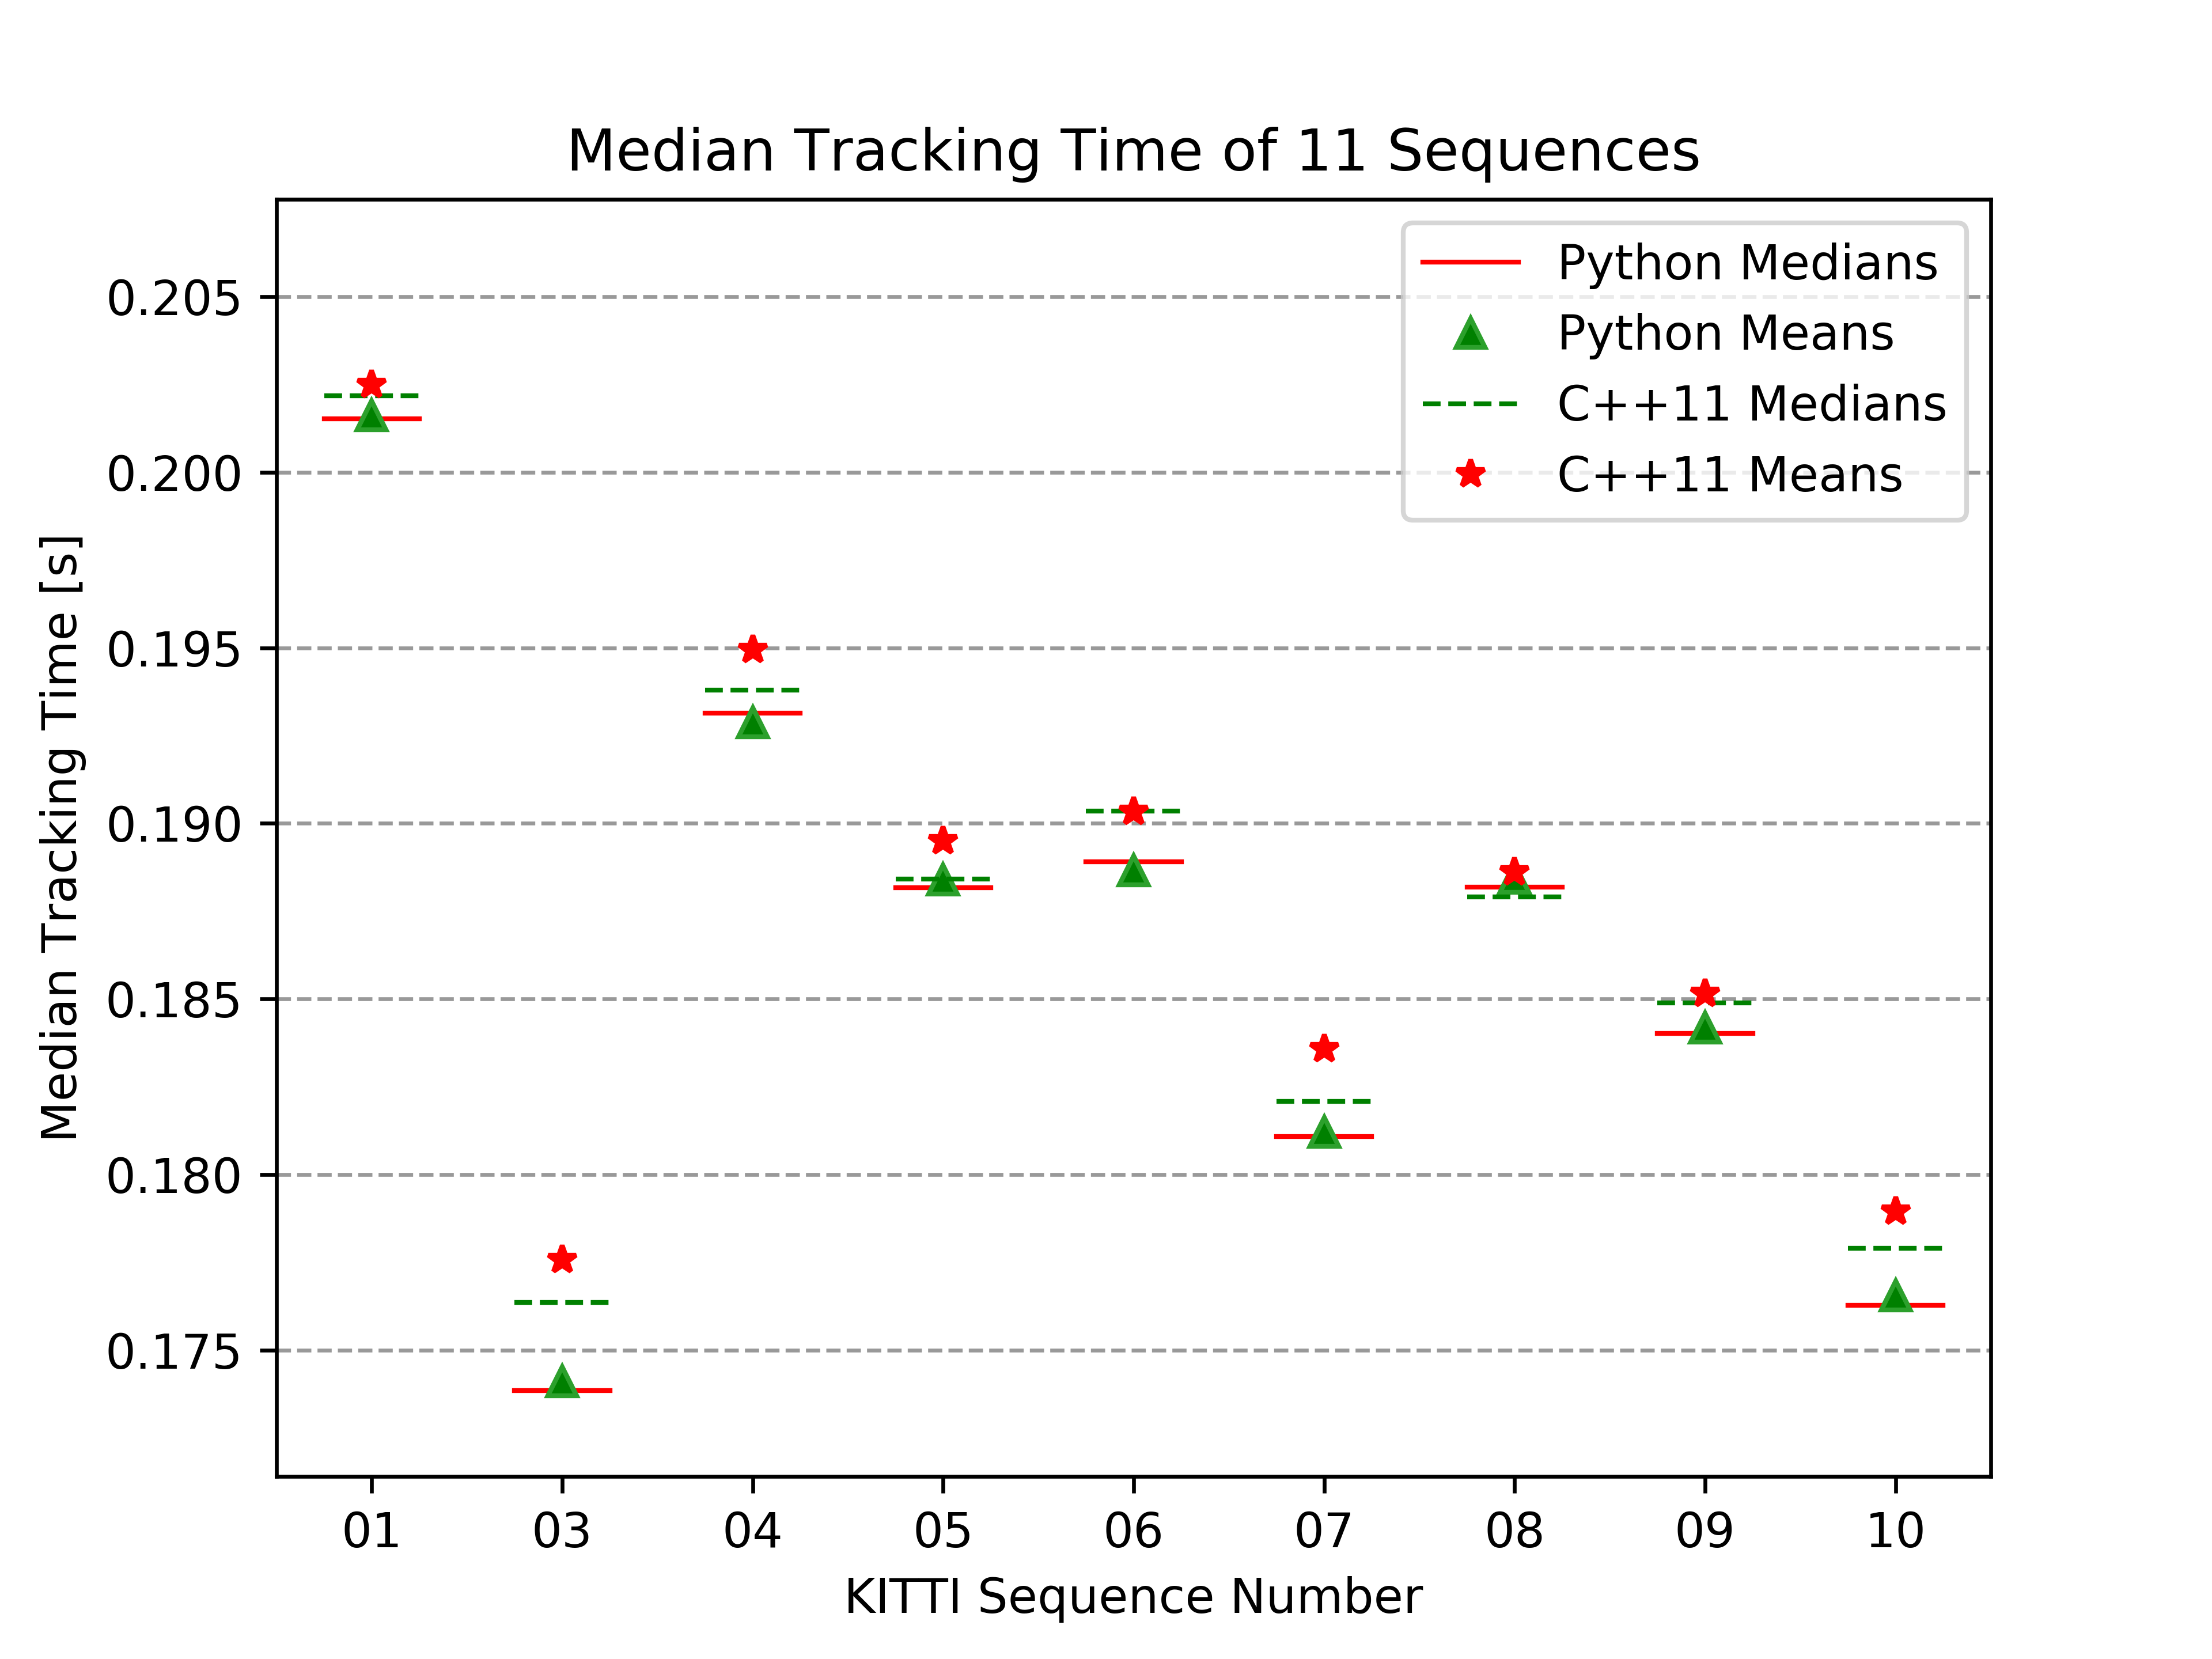 Median Tracking Time of 11 Sequences
Python Medians
Python Means
C++11 Medians
C++11 Means
Median Tracking Time [s]
0.205
0.200
0.195
0.190
0.185
0.180
0.175
01 03 04 05 06 07 08 09 10
KITTI Sequence Number